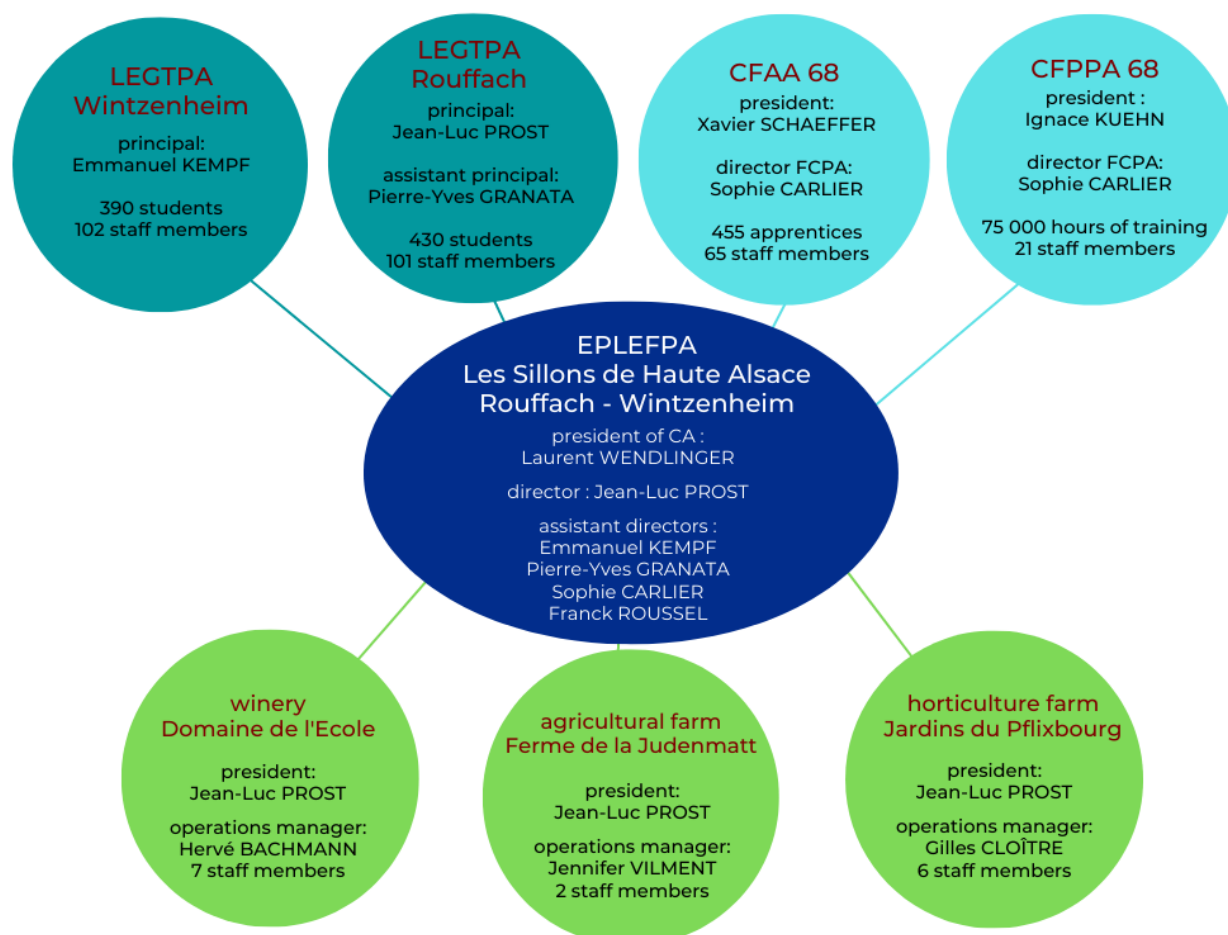 LEGTPA
Wintzenheim
principal:
Emmanuel KEMPF
390 students
102 staff members
LEGTPA
Rouffach
principal:
Jean-Luc PROST
assistant principal:
Pierre-Yves GRANATA
430 students
101 staff members
CFAA 68
president:
Xavier SCHAEFFER
director FCPA:
Sophie CARLIER
455 apprentices
65 staff members
CFPPA 68
president :
Ignace KUEHN
director FCPA:
Sophie CARLIER
75 000 hours of training
21 staff members
EPLEFPA
Les Sillons de Haute Alsace
Rouffach - Wintzenheim
president of CA :
Laurent WENDLINGER
director : Jean-Luc PROST
assistant directors :
Emmanuel KEMPF
Pierre-Yves GRANATA
Sophie CARLIER
Franck ROUSSEL
winery
Domaine de l'Ecole
president:
Jean-Luc PROST
operations manager:
Hervé BACHMANN
7 staff members
agricultural farm
Ferme de la Judenmatt
president:
Jean-Luc PROST
operations manager:
Jennifer VILMENT
2 staff members
horticulture farm
Jardins du Pflixbourg
president:
Jean-Luc PROST
operations manager:
Gilles CLOÎTRE
6 staff members